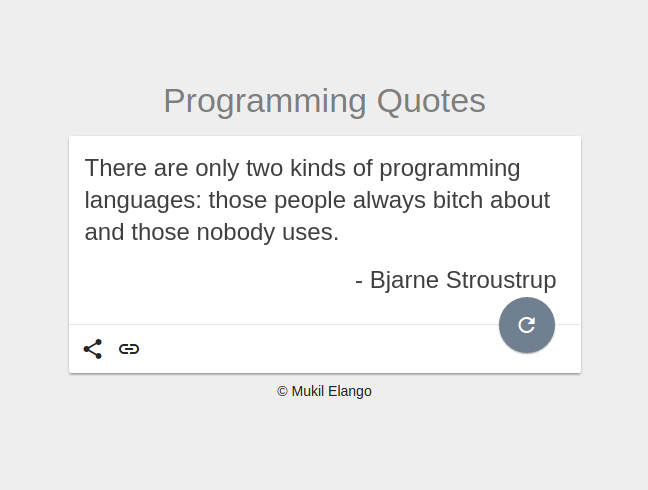 Programming Quotes
There are only two kinds of programming
languages: those people always bitch about
and those nobody uses.
- Bjarne Stroustrup
© Mukil Elango